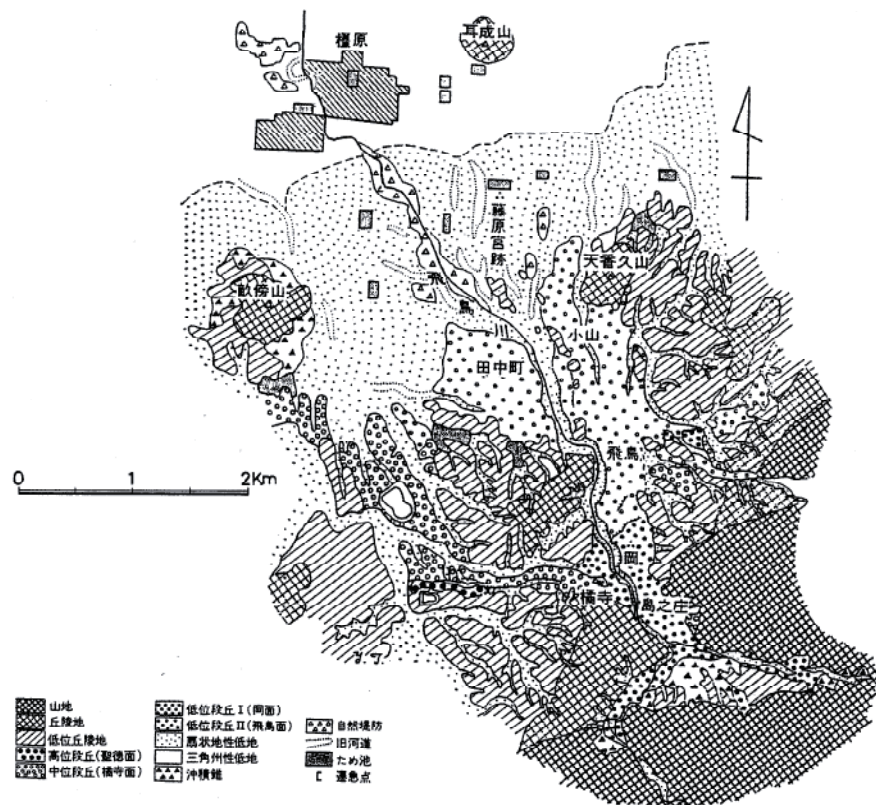 橿原
耳成山
藤原宮跡
天香久山
畝傍山
飛
鳥
川
小山
田中町
0 1 2Km
飛鳥
岡
橘寺
島之庄
山地
丘陵地
低位丘陵地
高位段丘(聖徳面)
中位段丘(橘寺面)
低位段丘Ⅰ(岡面)
低位段丘Ⅱ(飛鳥面)
扇状地性低地
三角州性低地
沖積錐
自然堤防
旧河道
ため池
遷急点